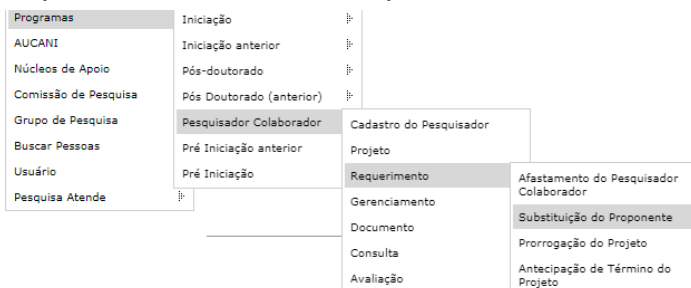 Programas
AUCANI
Núcleos de Apoio
Comissão de Pesquisa
Grupo de Pesquisa
Buscar Pessoas
Usuário
Pesquisa Atende
Iniciação
Iniciação anterior
Pós-doutorado
Pós Doutorado (anterior)
Pesquisador Colaborador
Pré Iniciação anterior
Pré Iniciação
Cadastro do Pesquisador
Projeto
Requerimento
Gerenciamento
Documento
Consulta
Avaliação
Afastamento do Pesquisador
Colaborador
Substituição do Proponente
Prorrogação do Projeto
Antecipação de Término do
Projeto